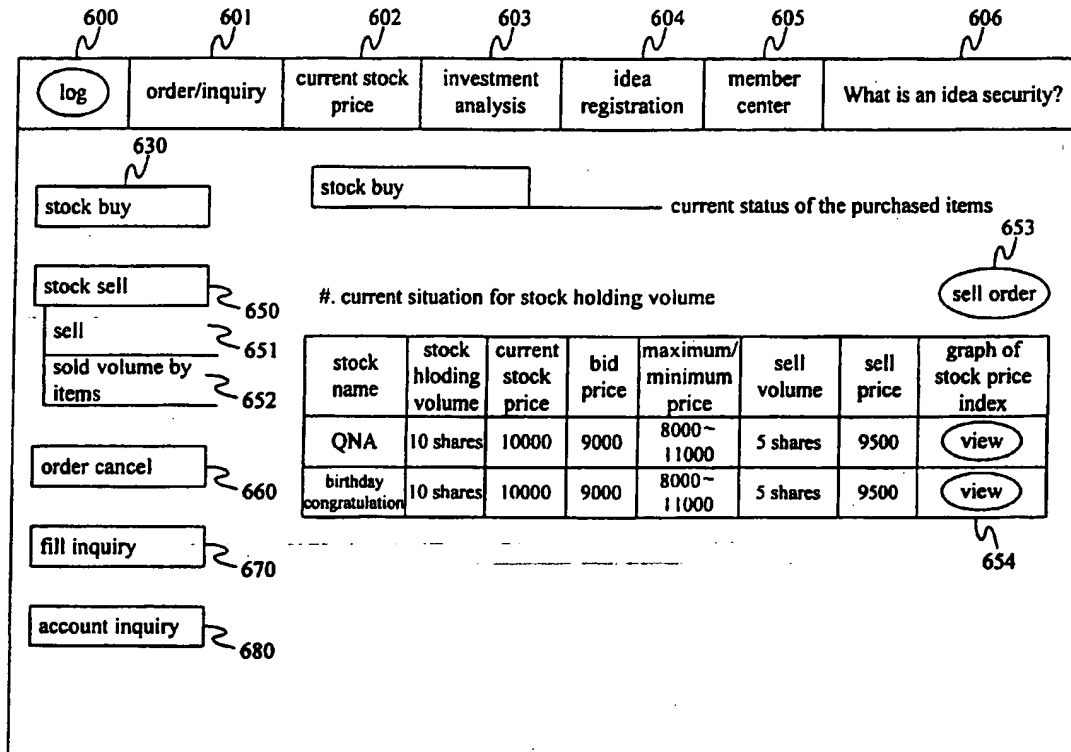 600 601 602 603 604 605 606
log order/inquiry current stock price investment analysis idea registration member center What is an idea security?
630
stock buy
stock buy
current status of the purchased items
653
stock sell
650
#. current situation for stock holding volume
sell order
sell
651
sold volume by items
652
stock name stock hloding volume current stock price bid price maximum/ minimum price sell volume sell price graph of stock price index
QNA 10 shares 10000 9000 8000~ 11000 5 shares 9500 view
birthday congratulation 10 shares 10000 9000 8000~ 11000 5 shares 9500 view
654
order cancel
660
fill inquiry
670
account inquiry
680